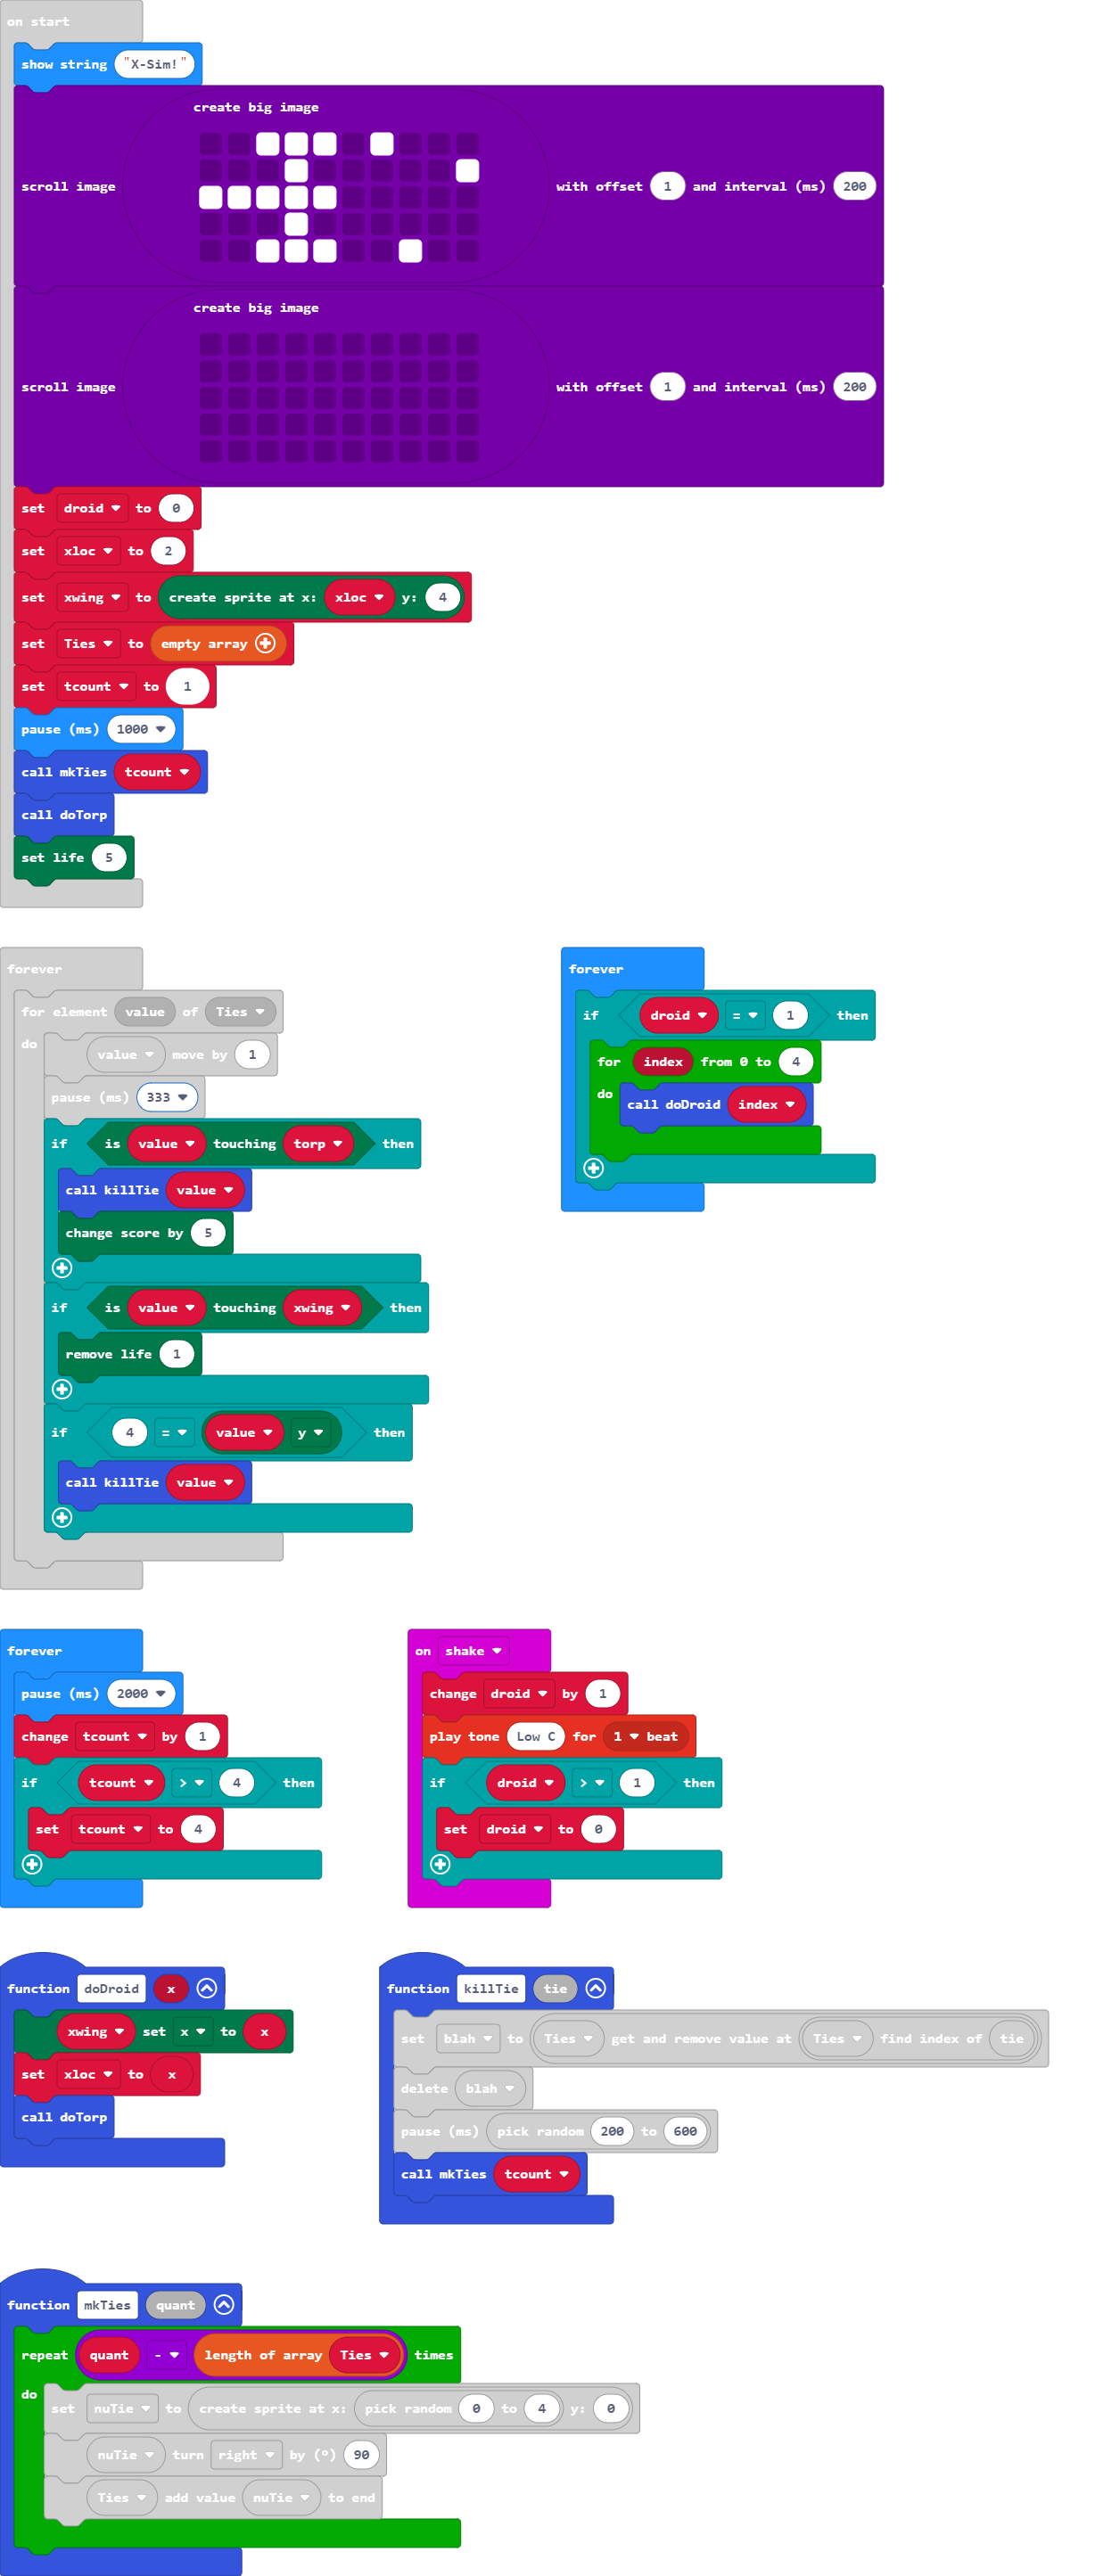 on start
show string "X-Sim!"
create big image
scroll image with offset 1 and interval (ms) 200
create big image
scroll image with offset 1 and interval (ms) 200
set droid to 0
set xloc to 2
set xwing to create sprite at x: xloc y: 4
set Ties to empty array
set tcount to 1
pause (ms) 1000
call mkTies tcount
call doTorp
set life 5
forever
for element value of Ties
do
value move by 1
pause (ms) 333
if is value touching torp then
call killTie value
change score by 5
if is value touching xwing then
remove life 1
if 4 = value y then
call killTie value
forever
if droid = 1 then
for index from 0 to 4
do call doDroid index
forever
pause (ms) 2000
change tcount by 1
if tcount > 4 then
set tcount to 4
on shake
change droid by 1
play tone Low C for 1 beat
if droid > 1 then
set droid to 0
function doDroid x
xwing set x to x
set xloc to x
call doTorp
function killTie tie
set blah to Ties get and remove value at Ties find index of tie
delete blah
pause (ms) pick random 200 to 600
call mkTies tcount
function mkTies quant
repeat quant - length of array Ties times
do
set nuTie to create sprite at x: pick random 0 to 4 y: 0
nuTie turn right by (º) 90
Ties add value nuTie to end